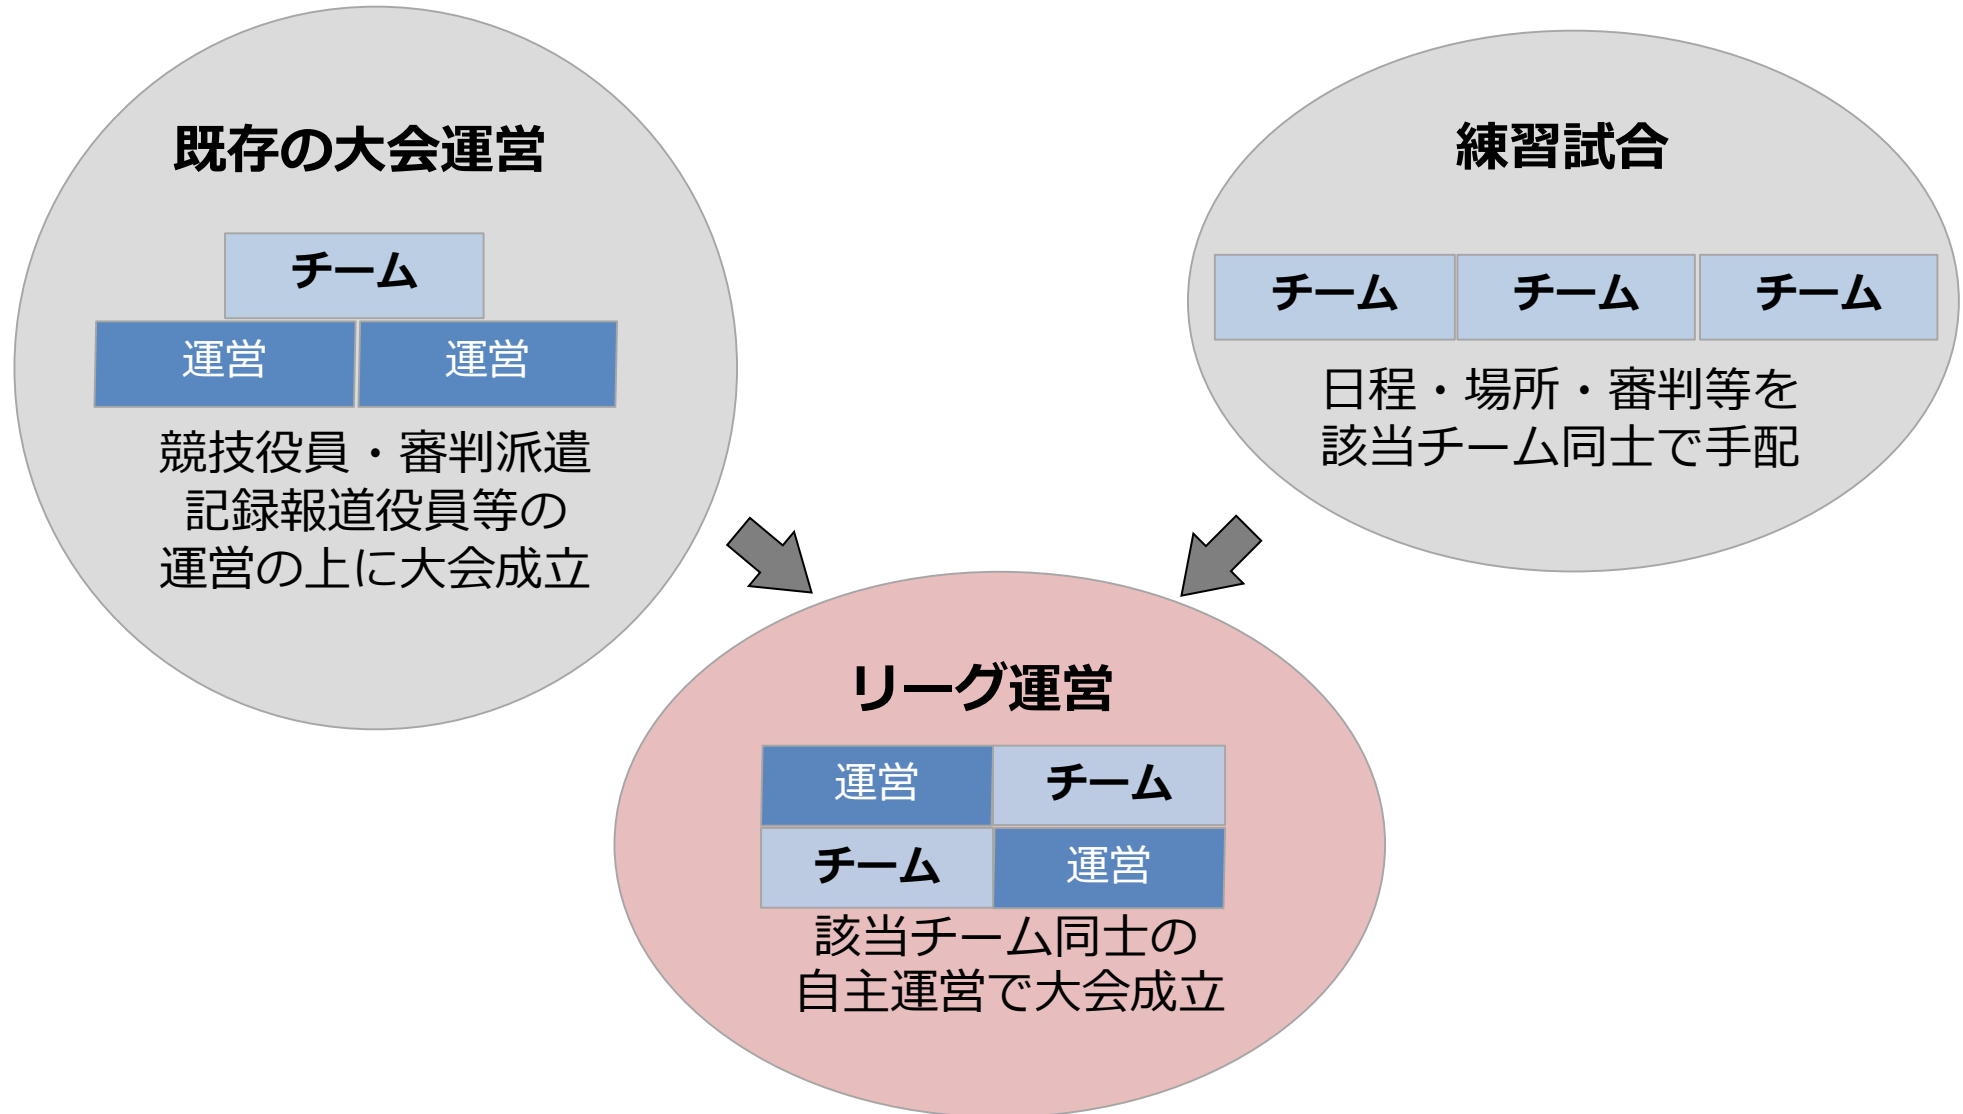 既存の大会運営
チーム
運営 運営
競技役員・審判派遣
記録報道役員等の
運営の上に大会成立
練習試合
チーム チーム チーム
日程・場所・審判等を
該当チーム同士で手配
リーグ運営
運営 チーム
チーム 運営
該当チーム同士の
自主運営で大会成立